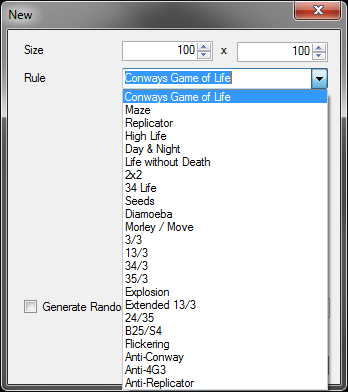 New
Size 100 x 100
Rule Conways Game of Life
Conways Game of Life
Maze
Replicator
High Life
Day & Night
Life without Death
2x2
34 Life
Seeds
Diamoeba
Morley / Move
3/3
13/3
34/3
35/3
Explosion
Generate Rando
Extended 13/3
24/35
B25/S4
Flickering
Anti-Conway
Anti-4G3
Anti-Replicator